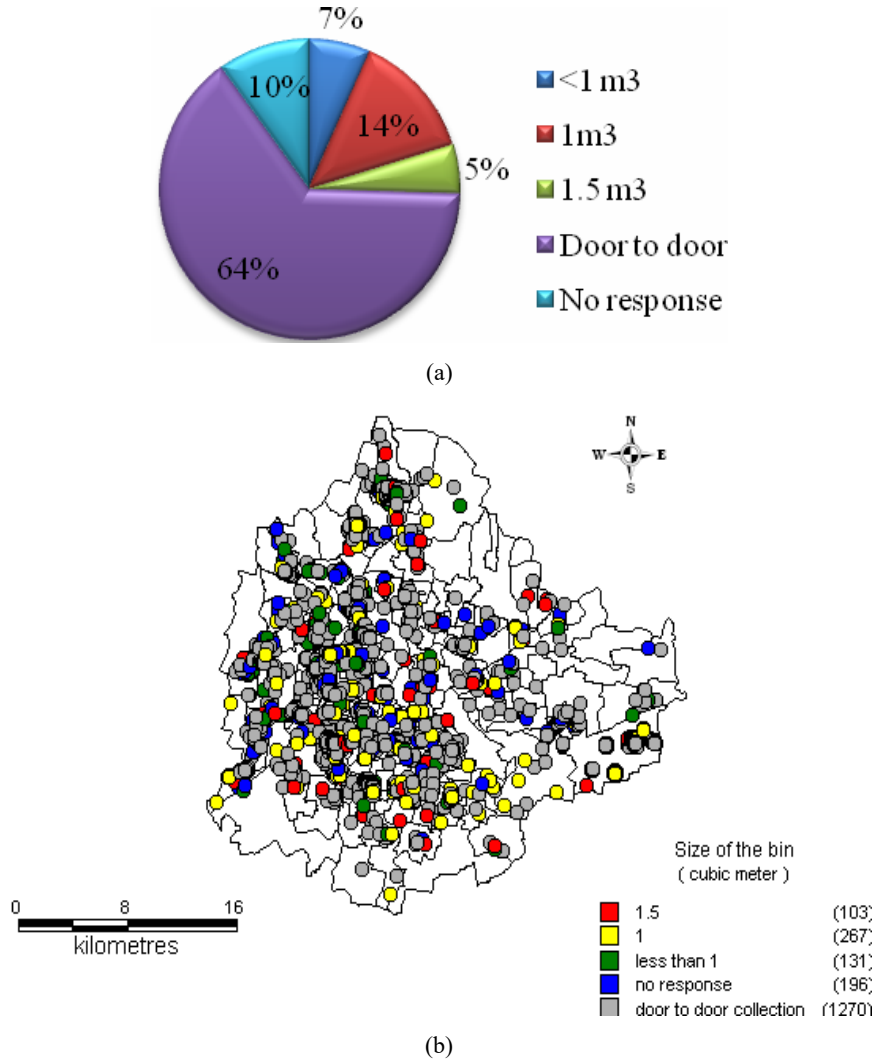 7%
10%
14%
5%
64%
<1 m3
1m3
1.5 m3
Door to door
No response
(a)
N
W E
S
Size of the bin
( cubic meter )
0 8 16
kilometres
1.5 (103)
1 (267)
less than 1 (131)
no response (196)
door to door collection (1270)
(b)